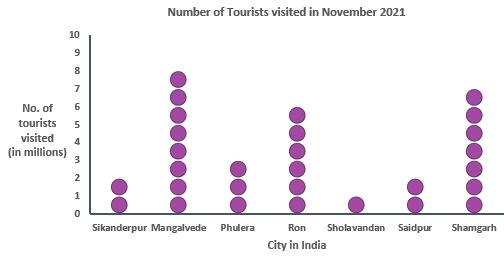 Number of Tourists visited in November 2021
10
9
8
7
6
5
4
3
2
1
0
No. of
tourists
visited
(in millions)
Sikanderpur Mangalvede Phulera Ron Sholavandan Saidpur Shamgarh
City in India